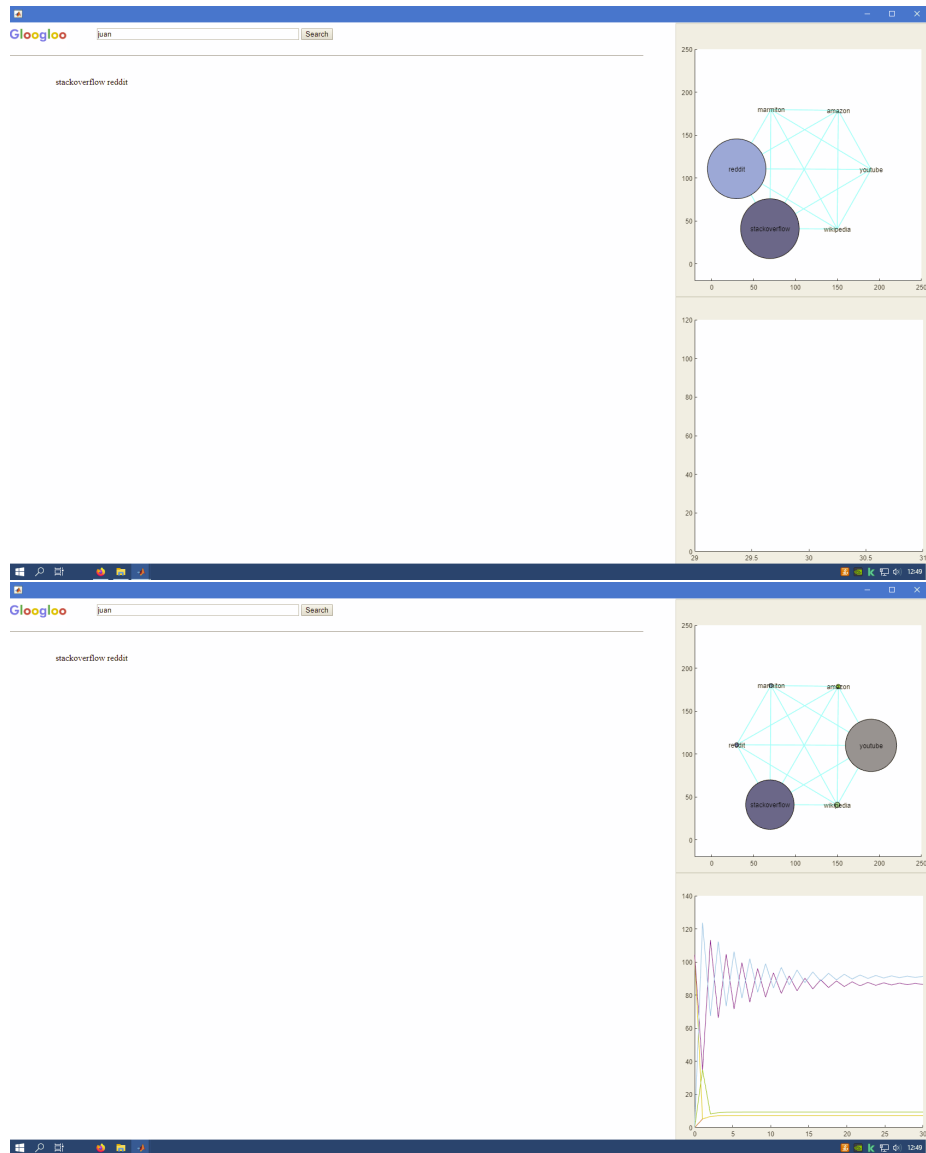 Gloogloo juan Search
stackoverflow reddit
250
200
150
100
50
0
marmiton amazon
reddit youtube
stackoverflow wikipedia
0 50 100 150 200 250
120
100
80
60
40
20
0
29 29.5 30 30.5 31
12:49
Gloogloo juan Search
stackoverflow reddit
250
200
150
100
50
0
marmiton amazon
reddit youtube
stackoverflow wikipedia
0 50 100 150 200 250
140
120
100
80
60
40
20
0
0 5 10 15 20 25 30
12:49